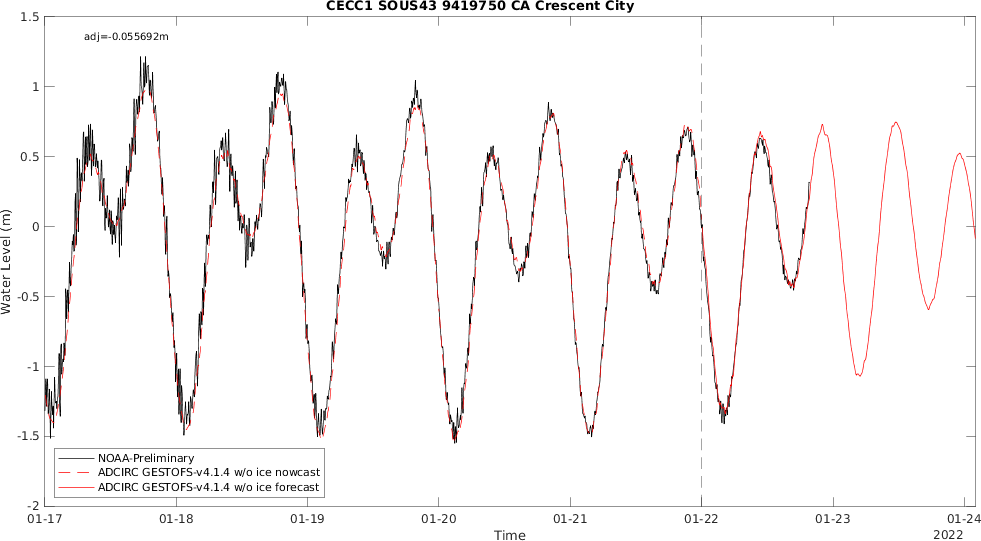 CECC1 SOUS43 9419750 CA Crescent City
adj=-0.055692m
1.5
1
0.5
0
-0.5
-1
-1.5
-2
Water Level (m)
NOAA-Preliminary
ADCIRC GESTOFS-v4.1.4 w/o ice nowcast
ADCIRC GESTOFS-v4.1.4 w/o ice forecast
01-17 01-18 01-19 01-20 01-21 01-22 01-23 01-24
Time
2022